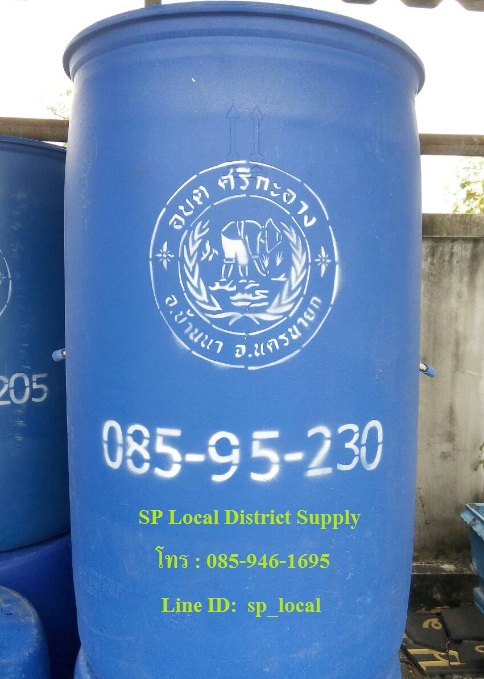 อบต ศรีกะอาง
อ.บ้านนา จ.นครนายก
205
085-95-230
SP Local District Supply
โทร : 085-946-1695
Line ID: sp_local